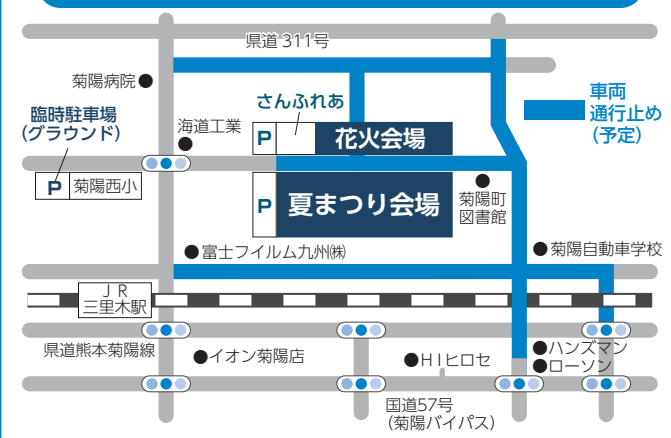 県道311号
菊陽病院
臨時駐車場
(グラウンド)
海道工業
さんふれあ
P
花火会場
車両
通行止め
(予定)
P 菊陽西小
P
夏まつり会場
菊陽町
図書館
富士フイルム九州㈱
菊陽自動車学校
JR
三里木駅
県道熊本菊陽線
イオン菊陽店
HIヒロセ
ハンズマン
ローソン
国道57号
(菊陽バイパス)